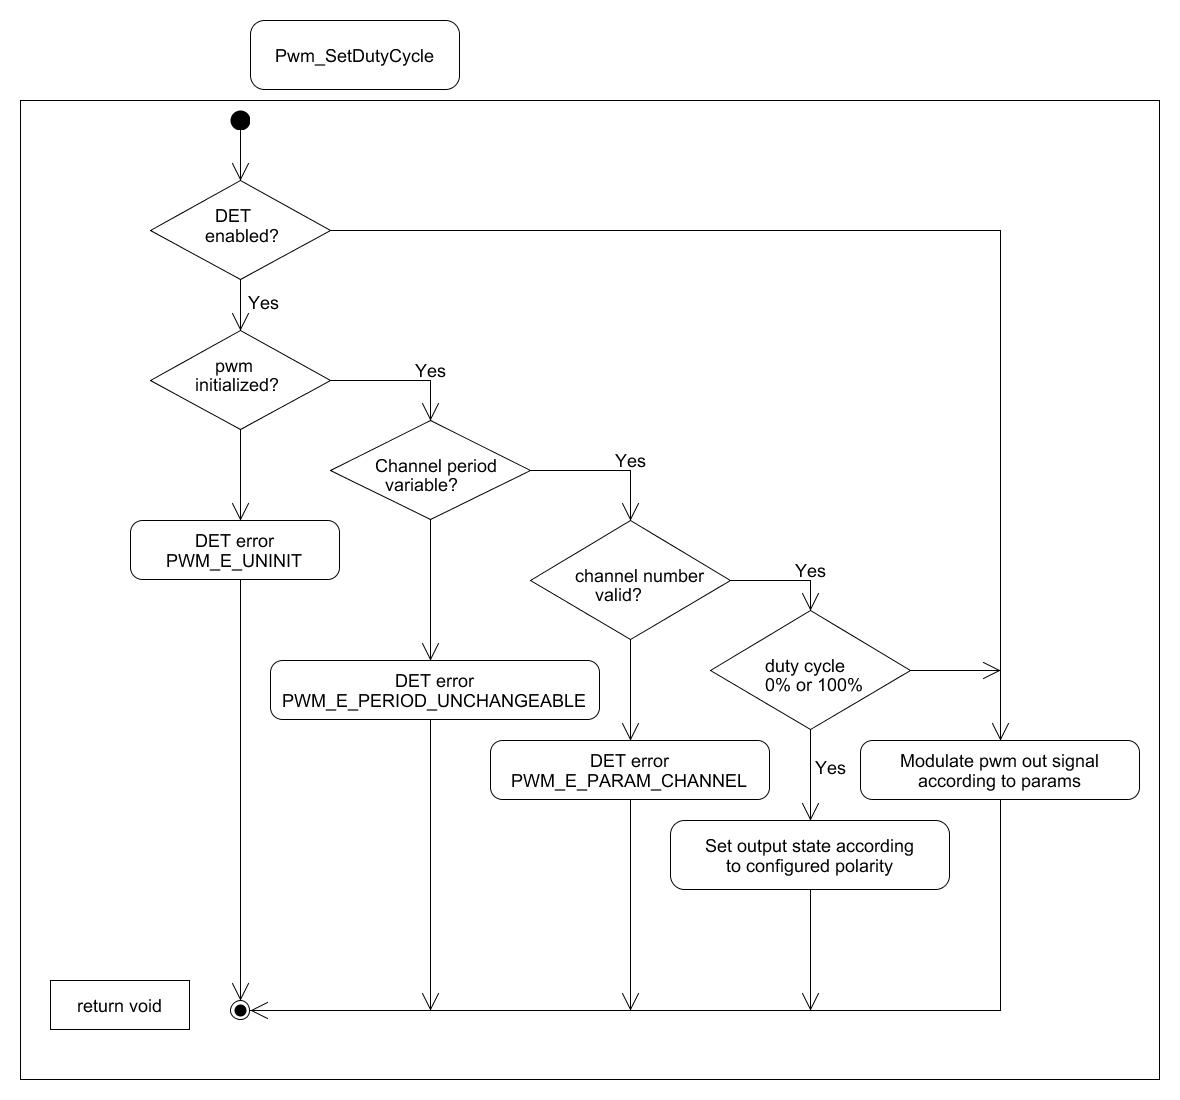 Pwm_SetDutyCycle
DET
enabled?
Yes
pwm
initialized?
Yes
Channel period
variable?
Yes
channel number
valid?
Yes
duty cycle
0% or 100%
DET error
PWM_E_UNINIT
DET error
PWM_E_PERIOD_UNCHANGEABLE
DET error
PWM_E_PARAM_CHANNEL
Yes
Modulate pwm out signal
according to params
Set output state according
to configured polarity
return void